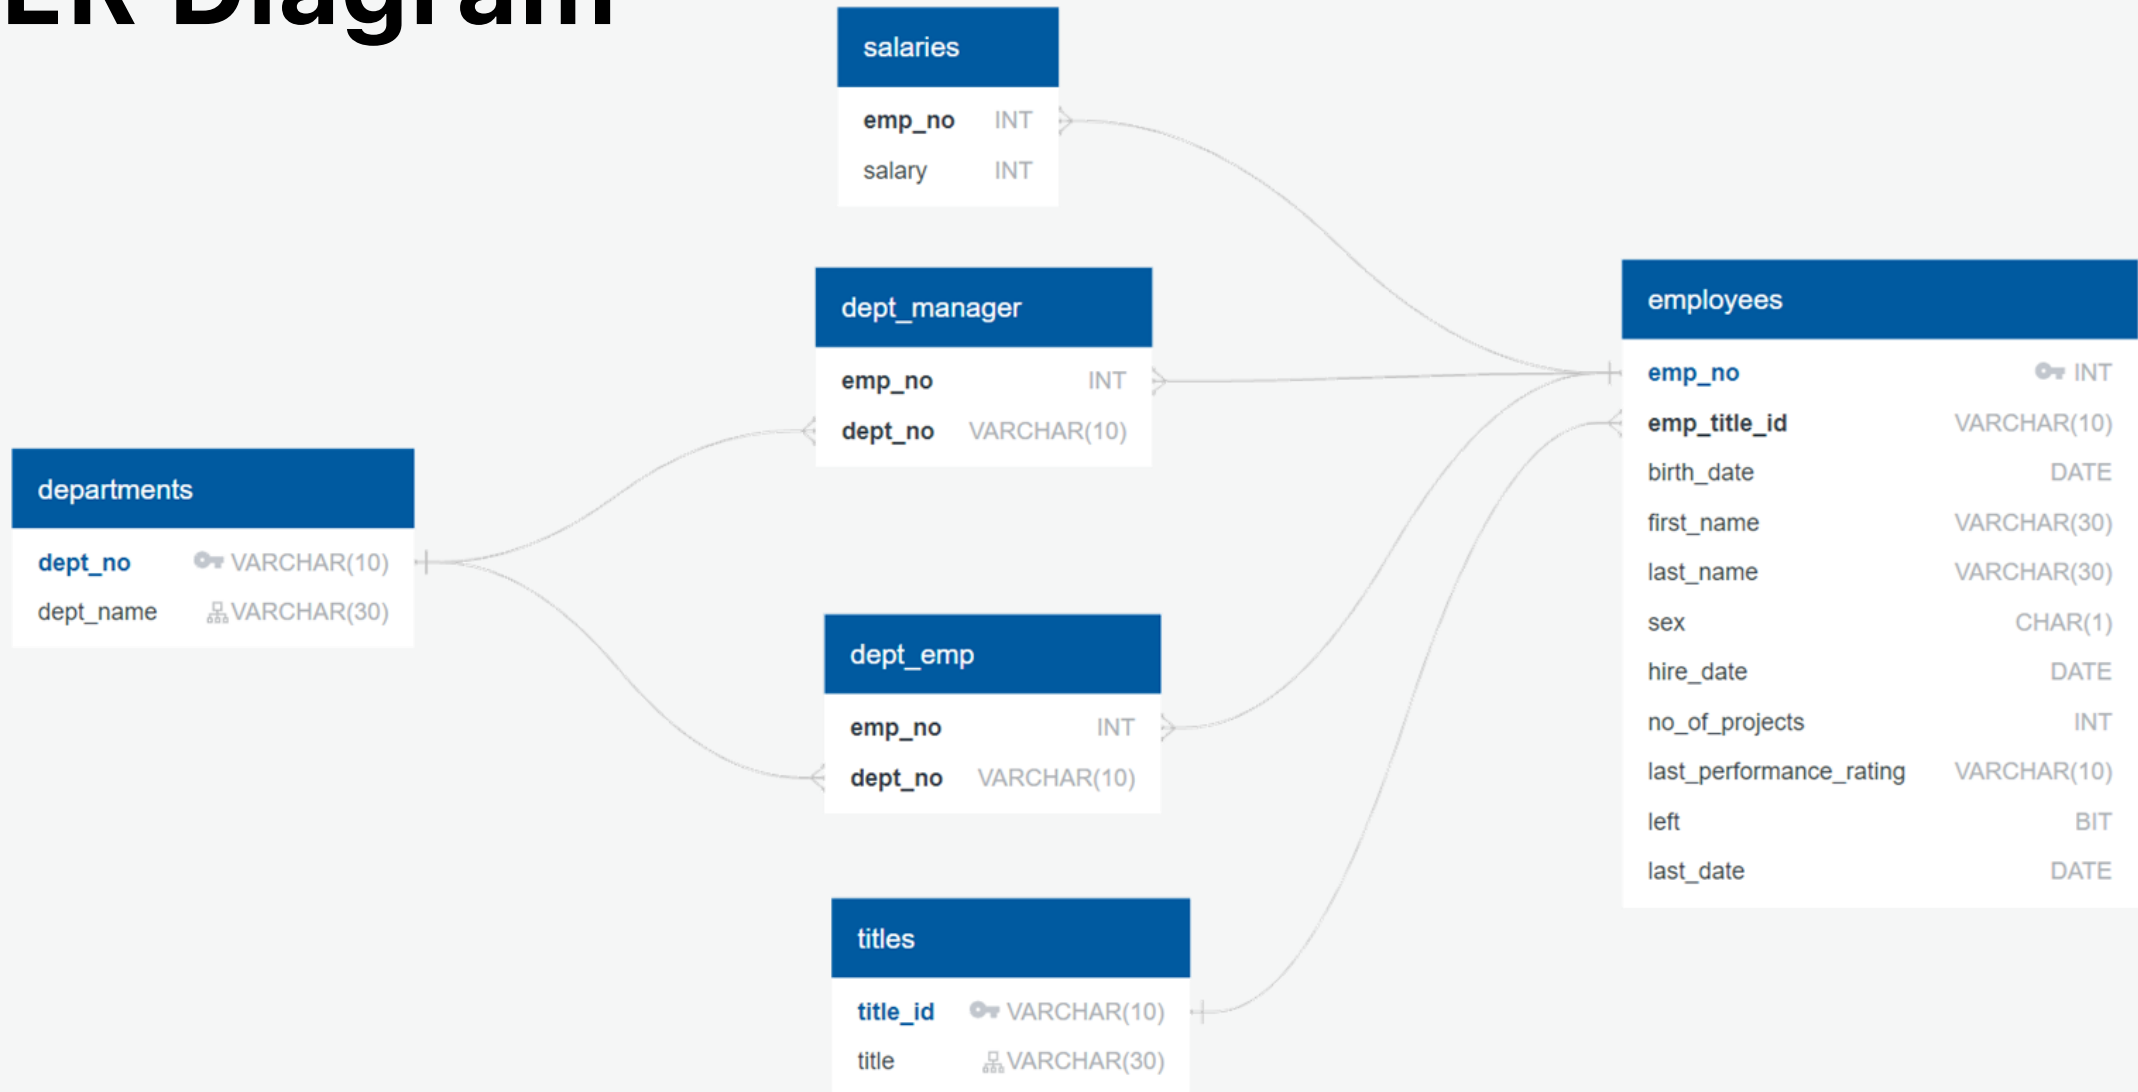 ER Diagram
salaries
emp_no INT
salary INT
dept_manager
emp_no INT
dept_no VARCHAR(10)
departments
dept_no VARCHAR(10)
dept_name VARCHAR(30)
dept_emp
emp_no INT
dept_no VARCHAR(10)
titles
title_id VARCHAR(10)
title VARCHAR(30)
employees
emp_no INT
emp_title_id VARCHAR(10)
birth_date DATE
first_name VARCHAR(30)
last_name VARCHAR(30)
sex CHAR(1)
hire_date DATE
no_of_projects INT
last_performance_rating VARCHAR(10)
left BIT
last_date DATE